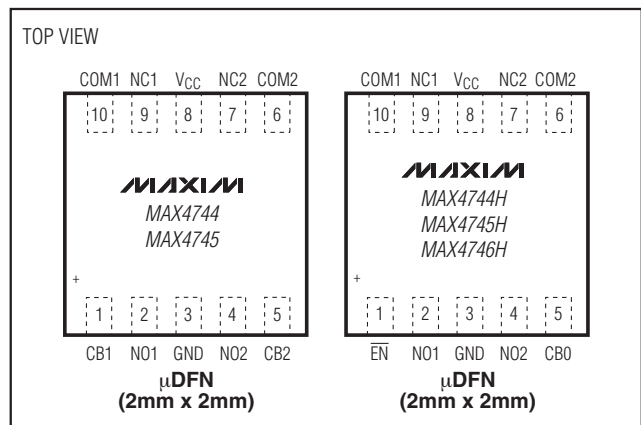 TOP VIEW
COM1 NC1 VCC NC2 COM2
10 9 8 7 6
MAXIM
MAX4744
MAX4745
+
1 2 3 4 5
CB1 NO1 GND NO2 CB2
µDFN
(2mm x 2mm)
COM1 NC1 VCC NC2 COM2
10 9 8 7 6
MAXIM
MAX4744H
MAX4745H
MAX4746H
+
1 2 3 4 5
EN NO1 GND NO2 CB0
µDFN
(2mm x 2mm)